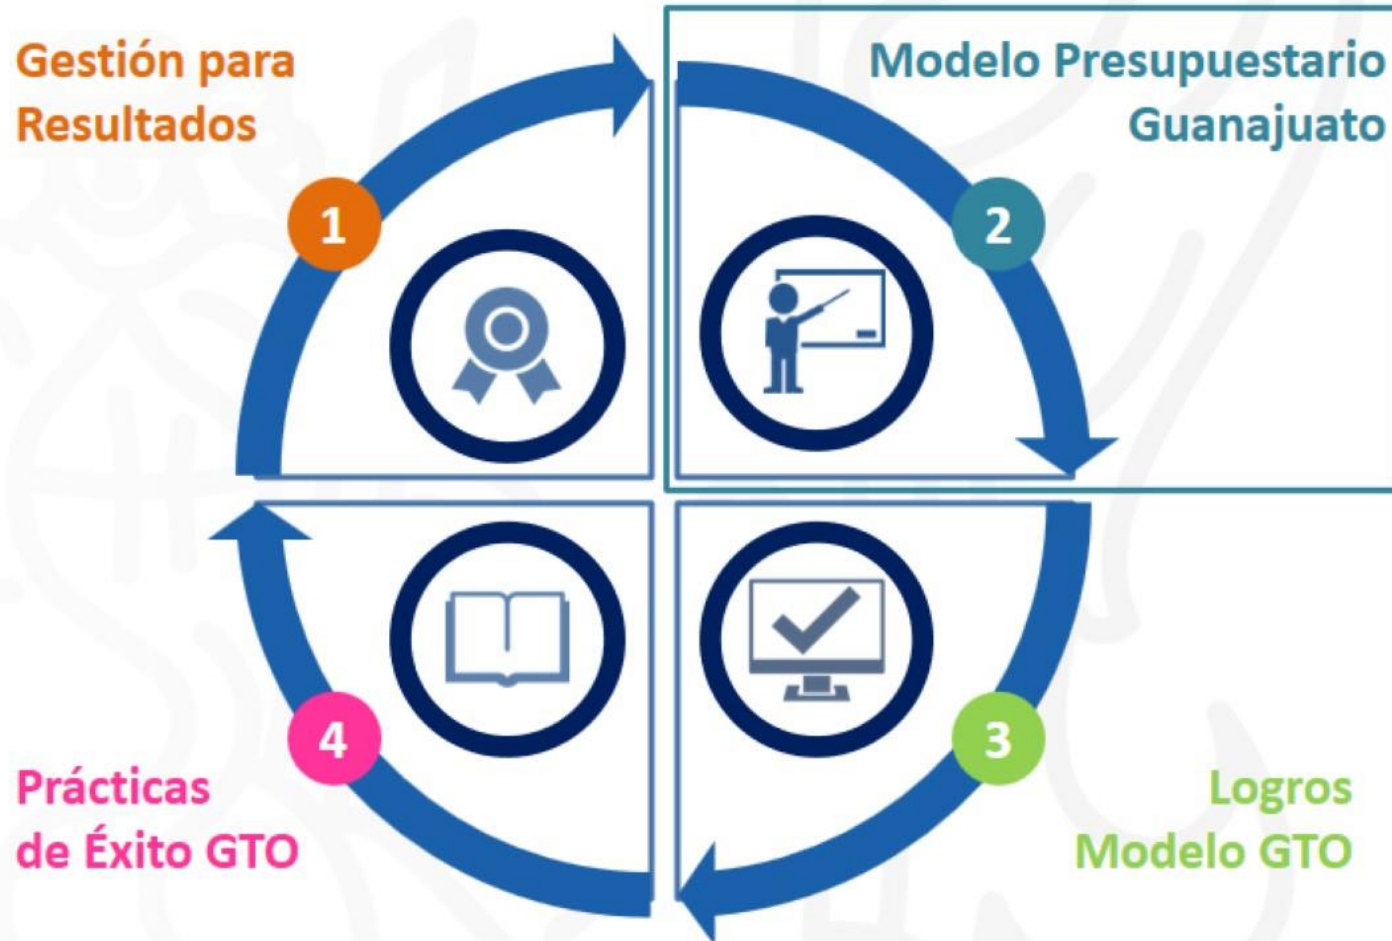 Gestión para
Resultados
1
Modelo Presupuestario
Guanajuato
2
Logros
Modelo GTO
3
Prácticas
de Éxito GTO
4